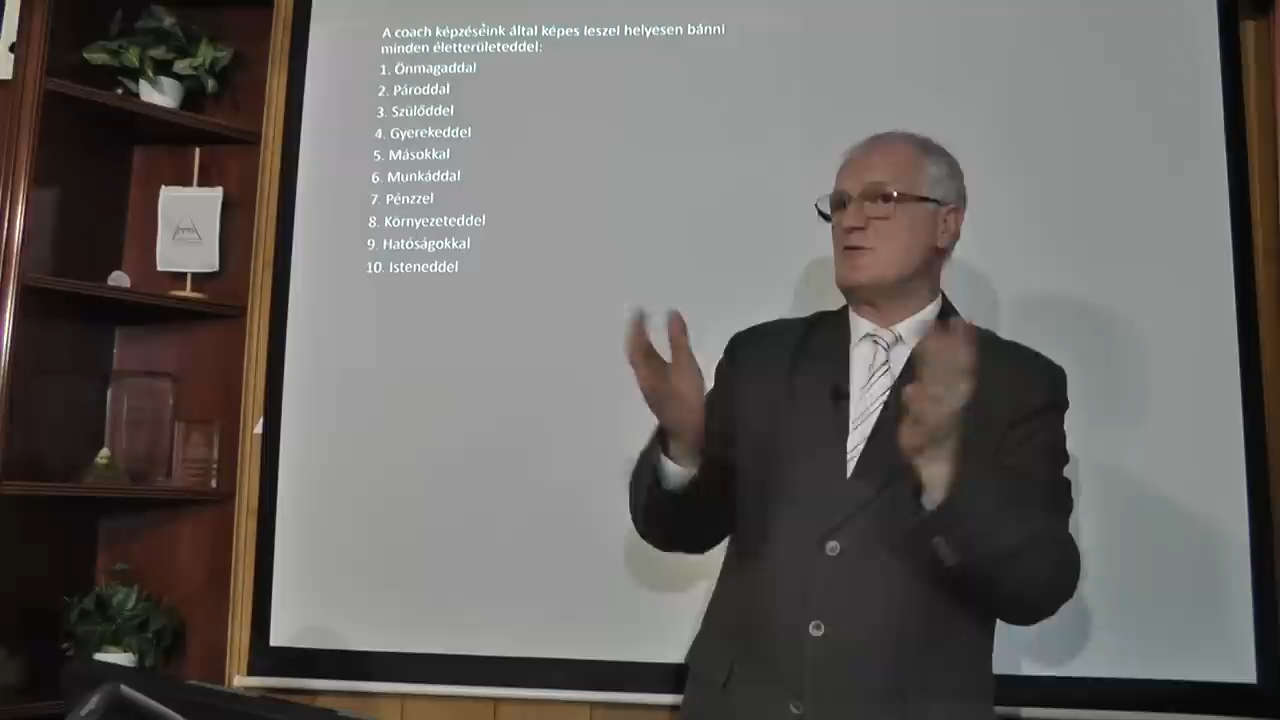 A coach képzéseink által képes leszel helyesen bánni
minden életterületeddel:
1. Önmagaddal
2. Pároddal
3. Szülőddel
4. Gyerekeddel
5. Másokkal
6. Munkáddal
7. Pénzzel
8. Környezeteddel
9. Hatóságokkal
10. Isteneddel